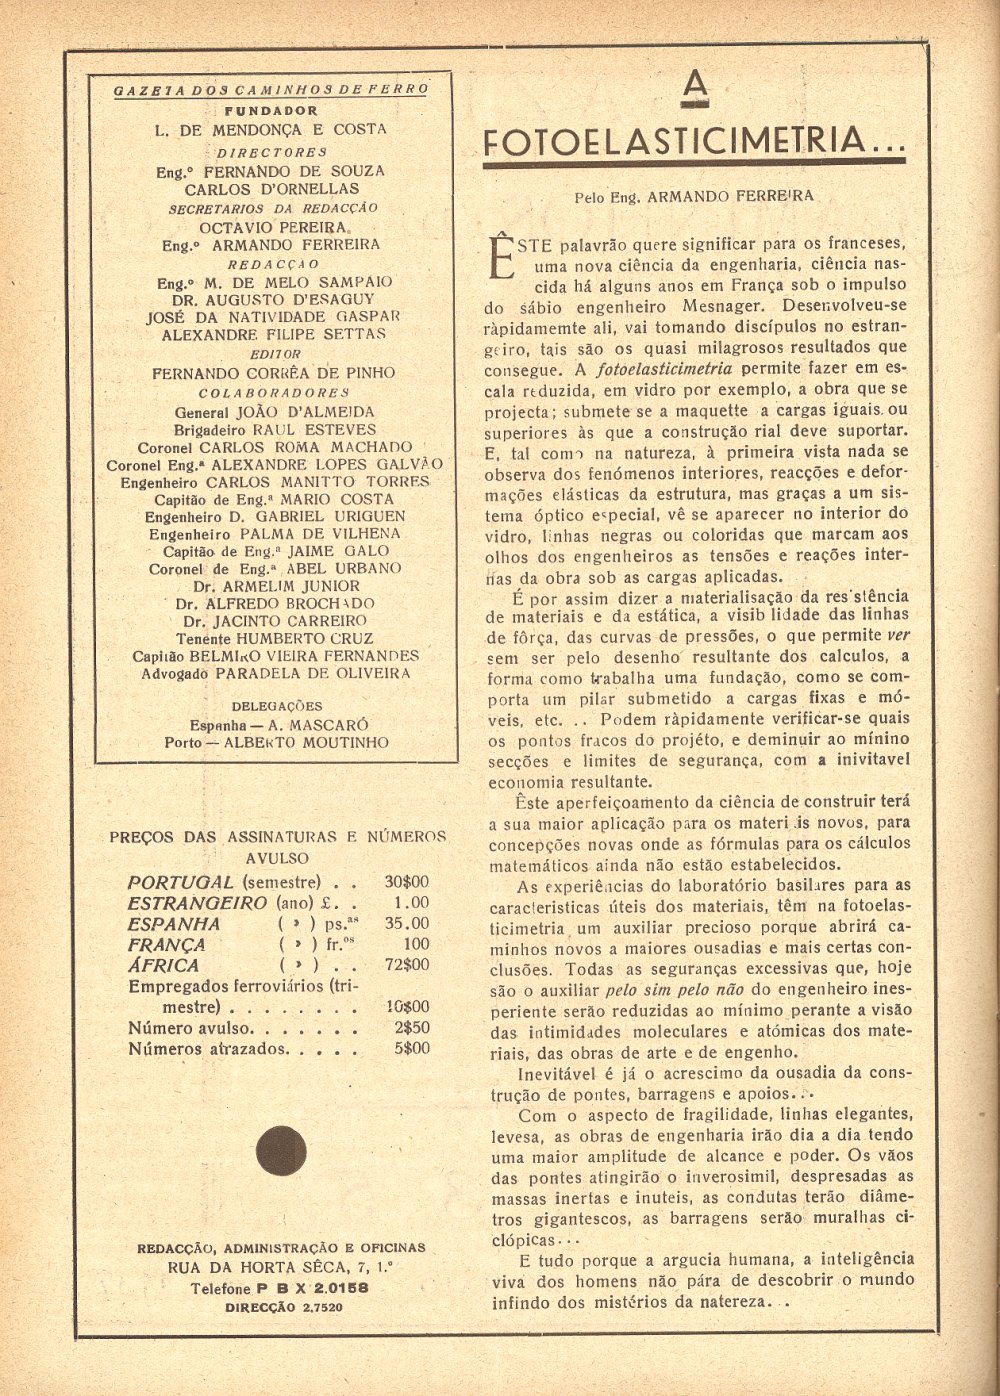 GAZETA DOS CAMINHOS DE FERRO
FUNDADOR
L. DE MENDONÇA E COSTA
DIRECTORES
Eng.º FERNANDO DE SOUZA
CARLOS D'ORNELLAS
SECRETARIOS DA REDACÇÃO
OCTAVIO PEREIRA
Eng.º ARMANDO FERREIRA
REDACÇÃO
Eng.º M. DE MELO SAMPAIO
DR. AUGUSTO D'ESAGUY
JOSÉ DA NATIVIDADE GASPAR
ALEXANDRE FILIPE SETTAS
EDITOR
FERNANDO CORRÊA DE PINHO
COLABORADORES
General JOÃO D'ALMEIDA
Brigadeiro RAUL ESTEVES
Coronel CARLOS ROMA MACHADO
Coronel Eng.ª ALEXANDRE LOPES GALVÃO
Engenheiro CARLOS MANITTO TORRES
Capitão de Eng.ª MARIO COSTA
Engenheiro D. GABRIEL URIGUEN
Engenheiro PALMA DE VILHENA
Capitão de Eng.ª JAIME GALO
Coronel de Eng.ª ABEL URBANO
Dr. ARMELIM JUNIOR
Dr. ALFREDO BROCHADO
Dr. JACINTO CARREIRO
Tenente HUMBERTO CRUZ
Capitão BELMIRO VIEIRA FERNANDES
Advogado PARADELA DE OLIVEIRA
DELEGAÇÕES
Espanha — A. MASCARÓ
Porto — ALBERTO MOUTINHO
PREÇOS DAS ASSINATURAS E NÚMEROS
AVULSO
PORTUGAL (semestre) . . 30$00
ESTRANGEIRO (ano) £. . 1.00
ESPANHA ( » ) ps.as 35.00
FRANÇA ( » ) fr.os 100
ÁFRICA ( » ) . . 72$00
Empregados ferroviários (tri-
mestre) . . . . . . . . 10$00
Número avulso. . . . . . . 2$50
Números atrazados. . . . . 5$00
REDACÇÃO, ADMINISTRAÇÃO E OFICINAS
RUA DA HORTA SÊCA, 7, 1.º
Telefone P B X 2.0158
DIRECÇÃO 2.7520
A
FOTOELASTICIMETRIA...
Pelo Eng. ARMANDO FERREIRA
ÊSTE palavrão quere significar para os franceses,
uma nova ciência da engenharia, ciência nas-
cida há alguns anos em França sob o impulso
do sábio engenheiro Mesnager. Desenvolveu-se
ràpidamemte ali, vai tomando discípulos no estran-
geiro, tais são os quasi milagrosos resultados que
consegue. A fotoelasticimetria permite fazer em es-
cala reduzida, em vidro por exemplo, a obra que se
projecta; submete se a maquette a cargas iguais ou
superiores às que a construção rial deve suportar.
E, tal como na natureza, à primeira vista nada se
observa dos fenómenos interiores, reacções e defor-
mações elásticas da estrutura, mas graças a um sis-
tema óptico especial, vê se aparecer no interior do
vidro, linhas negras ou coloridas que marcam aos
olhos dos engenheiros as tensões e reações inter-
nas da obra sob as cargas aplicadas.
É por assim dizer a materialisação da resistência
de materiais e da estática, a visibilidade das linhas
de fôrça, das curvas de pressões, o que permite ver
sem ser pelo desenho resultante dos calculos, a
forma como trabalha uma fundação, como se com-
porta um pilar submetido a cargas fixas e mó-
veis, etc. . . Podem ràpidamente verificar-se quais
os pontos fracos do projéto, e deminuir ao mínino
secções e limites de segurança, com a inivitavel
economia resultante.
Êste aperfeiçoamento da ciência de construir terá
a sua maior aplicação para os materiais novos, para
concepções novas onde as fórmulas para os cálculos
matemáticos ainda não estão estabelecidos.
As experiências do laboratório basilares para as
caracteristicas úteis dos materiais, têm na fotoelas-
ticimetria um auxiliar precioso porque abrirá ca-
minhos novos a maiores ousadias e mais certas con-
clusões. Todas as seguranças excessivas que, hoje
são o auxiliar pelo sim pelo não do engenheiro ines-
periente serão reduzidas ao mínimo perante a visão
das intimidades moleculares e atómicas dos mate-
riais, das obras de arte e de engenho.
Inevitável é já o acrescimo da ousadia da cons-
trução de pontes, barragens e apoios...
Com o aspecto de fragilidade, linhas elegantes,
levesa, as obras de engenharia irão dia a dia tendo
uma maior amplitude de alcance e poder. Os vãos
das pontes atingirão o inverosimil, despresadas as
massas inertas e inuteis, as condutas terão diâme-
tros gigantescos, as barragens serão muralhas ci-
clópicas...
E tudo porque a argucia humana, a inteligência
viva dos homens não pára de descobrir o mundo
infindo dos mistérios da natereza. . .